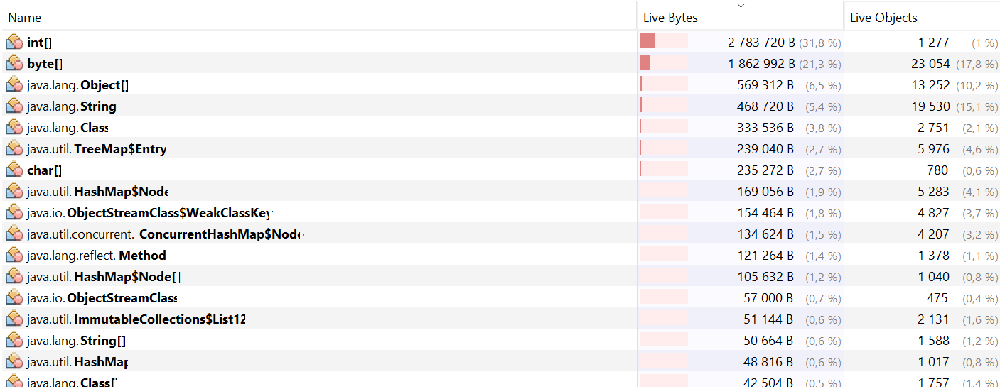 Name Live Bytes Live Objects
int[] 2 783 720 B (31,8 %) 1 277 (1 %)
byte[] 1 862 992 B (21,3 %) 23 054 (17,8 %)
java.lang.Object[] 569 312 B (6,5 %) 13 252 (10,2 %)
java.lang.String 468 720 B (5,4 %) 19 530 (15,1 %)
java.lang.Class 333 536 B (3,8 %) 2 751 (2,1 %)
java.util.TreeMap$Entry 239 040 B (2,7 %) 5 976 (4,6 %)
char[] 235 272 B (2,7 %) 780 (0,6 %)
java.util.HashMap$Node 169 056 B (1,9 %) 5 283 (4,1 %)
java.io.ObjectStreamClass$WeakClassKey 154 464 B (1,8 %) 4 827 (3,7 %)
java.util.concurrent.ConcurrentHashMap$Node 134 624 B (1,5 %) 4 207 (3,2 %)
java.lang.reflect.Method 121 264 B (1,4 %) 1 378 (1,1 %)
java.util.HashMap$Node[] 105 632 B (1,2 %) 1 040 (0,8 %)
java.io.ObjectStreamClass 57 000 B (0,7 %) 475 (0,4 %)
java.util.ImmutableCollections$List12 51 144 B (0,6 %) 2 131 (1,6 %)
java.lang.String[] 50 664 B (0,6 %) 1 588 (1,2 %)
java.util.HashMap 48 816 B (0,6 %) 1 017 (0,8 %)
java.lang.Class[ 42 504 B (0,5 %) 1 757 (1,4 %)